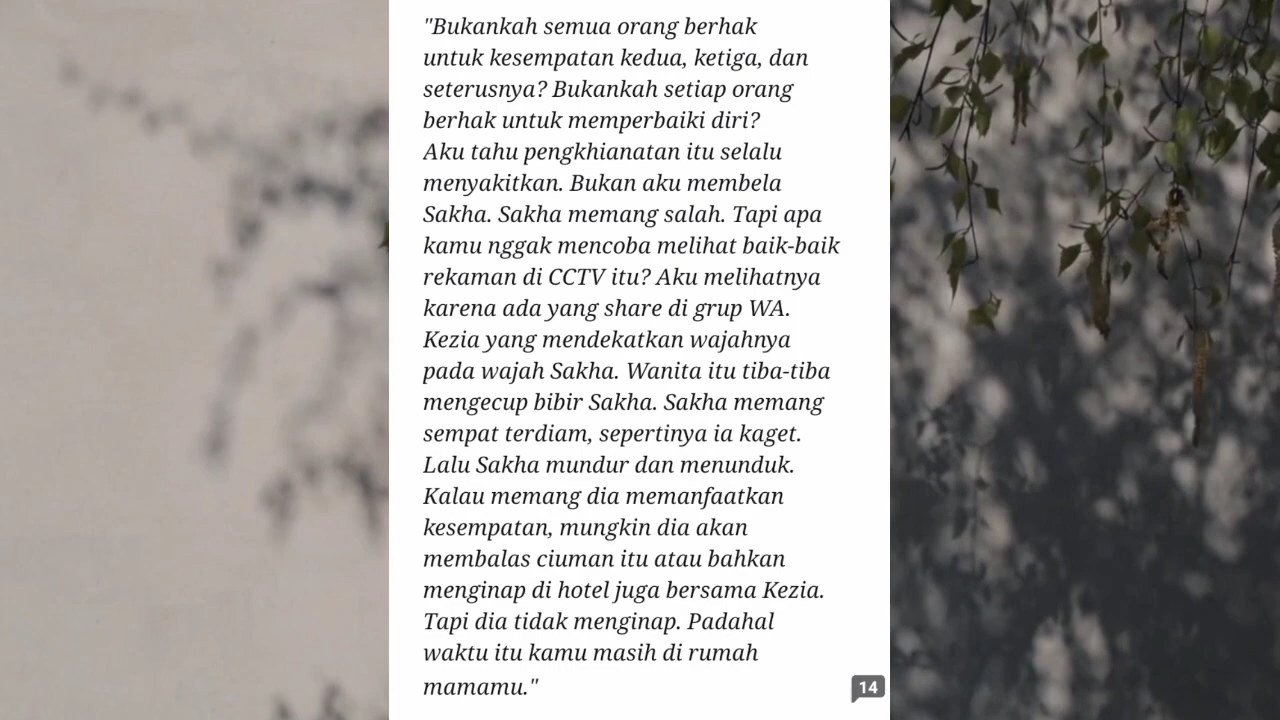 "Bukankah semua orang berhak
untuk kesempatan kedua, ketiga, dan
seterusnya? Bukankah setiap orang
berhak untuk memperbaiki diri?
Aku tahu pengkhianatan itu selalu
menyakitkan. Bukan aku membela
Sakha. Sakha memang salah. Tapi apa
kamu nggak mencoba melihat baik-baik
rekaman di CCTV itu? Aku melihatnya
karena ada yang share di grup WA.
Kezia yang mendekatkan wajahnya
pada wajah Sakha. Wanita itu tiba-tiba
mengecup bibir Sakha. Sakha memang
sempat terdiam, sepertinya ia kaget.
Lalu Sakha mundur dan menunduk.
Kalau memang dia memanfaatkan
kesempatan, mungkin dia akan
membalas ciuman itu atau bahkan
menginap di hotel juga bersama Kezia.
Tapi dia tidak menginap. Padahal
waktu itu kamu masih di rumah
mamamu."
14